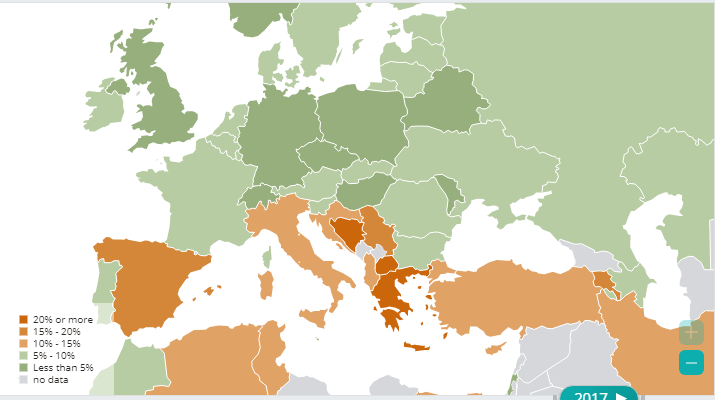 20% or more
15% - 20%
10% - 15%
5% - 10%
Less than 5%
no data
2017